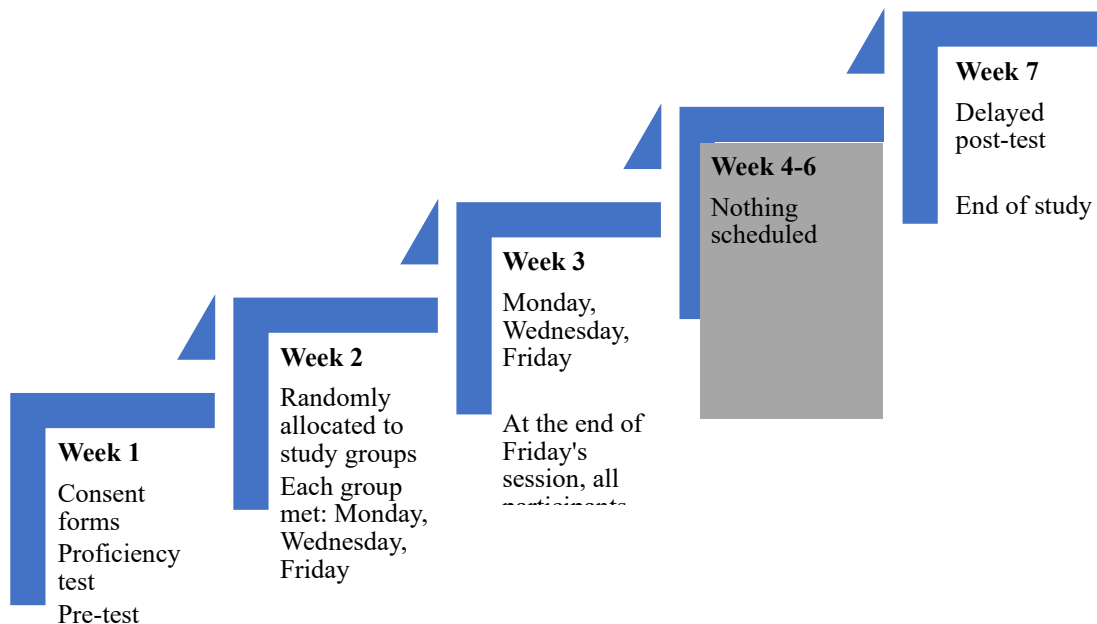 Week 1
Consent
forms
Proficiency
test
Pre-test
Week 2
Randomly
allocated to
study groups
Each group
met: Monday,
Wednesday,
Friday
Week 3
Monday,
Wednesday,
Friday
At the end of
Friday's
session, all
Week 4-6
Nothing
scheduled
Week 7
Delayed
post-test
End of study